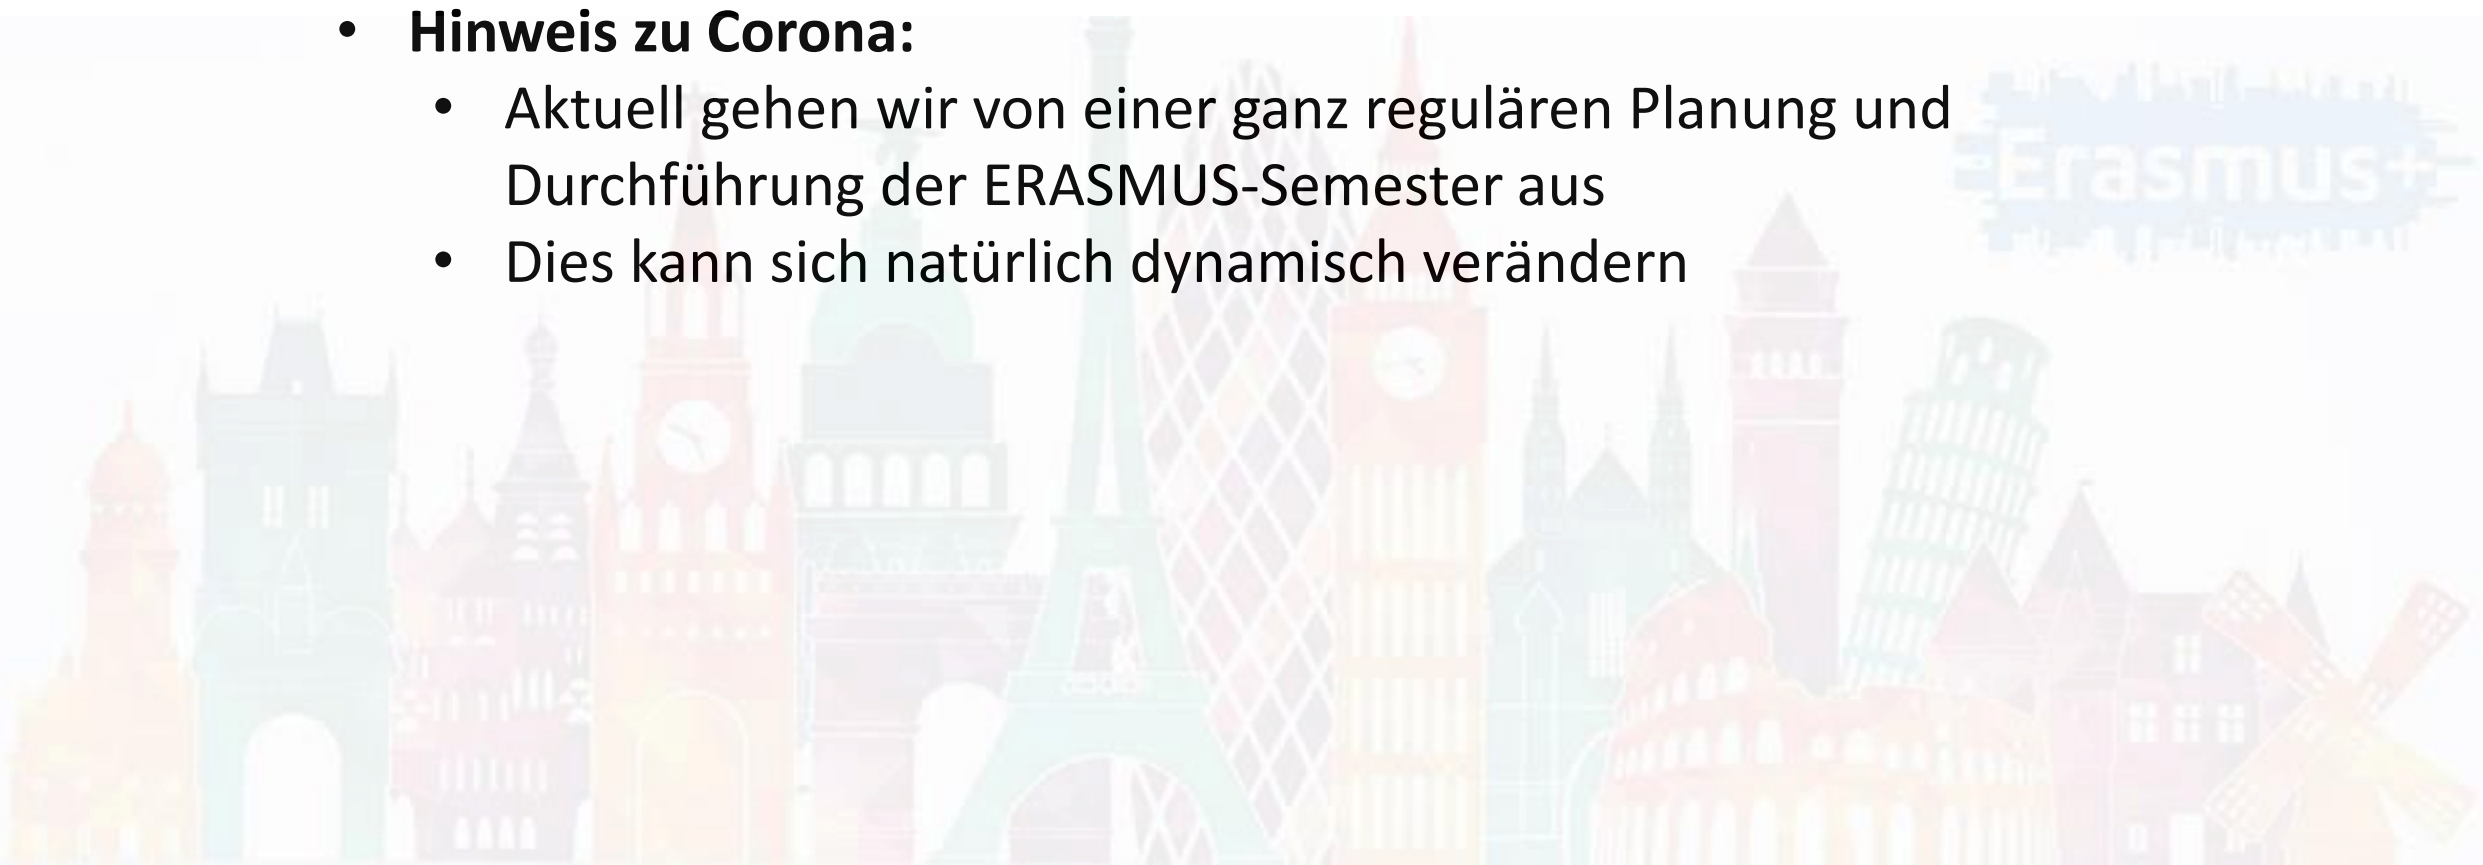 • Hinweis zu Corona:
• Aktuell gehen wir von einer ganz regulären Planung und
Durchführung der ERASMUS-Semester aus
• Dies kann sich natürlich dynamisch verändern
Erasmus+